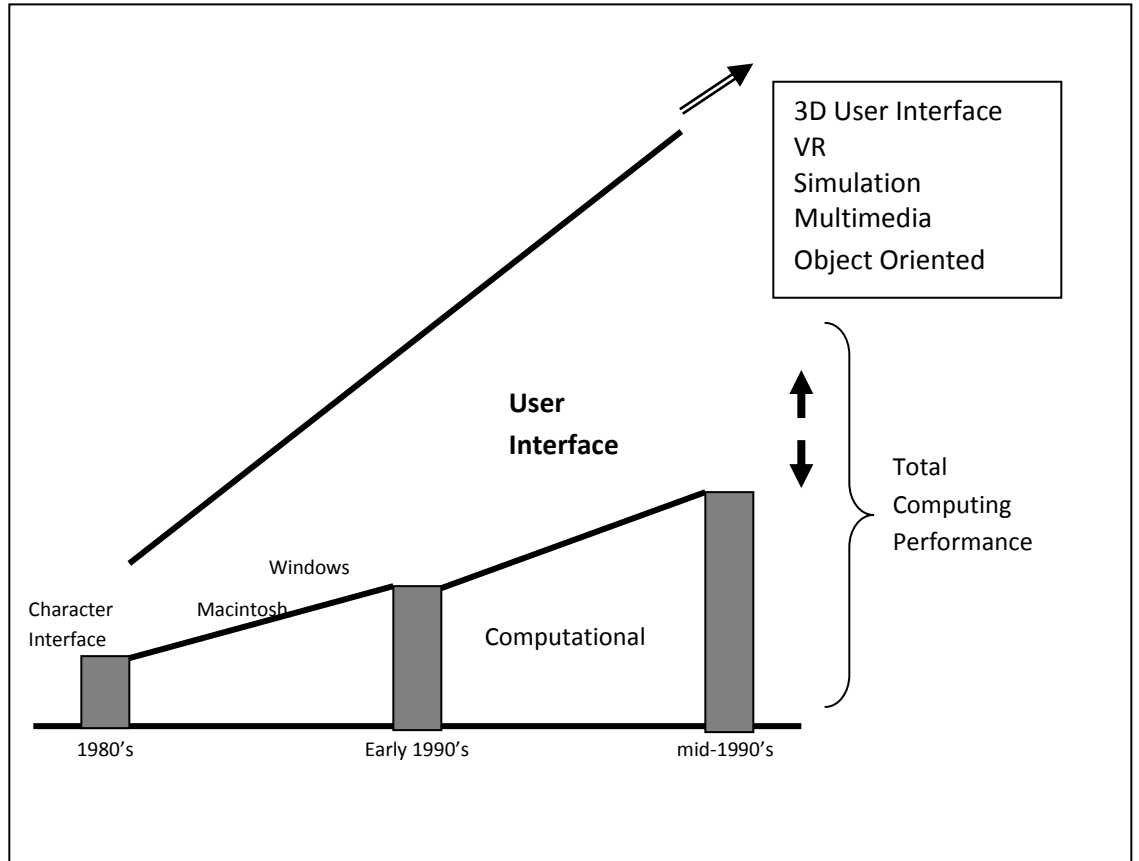 3D User Interface
VR
Simulation
Multimedia
Object Oriented
User
Interface
Total
Computing
Performance
Windows
Character
Interface
Macintosh
Computational
1980’s
Early 1990’s
mid-1990’s